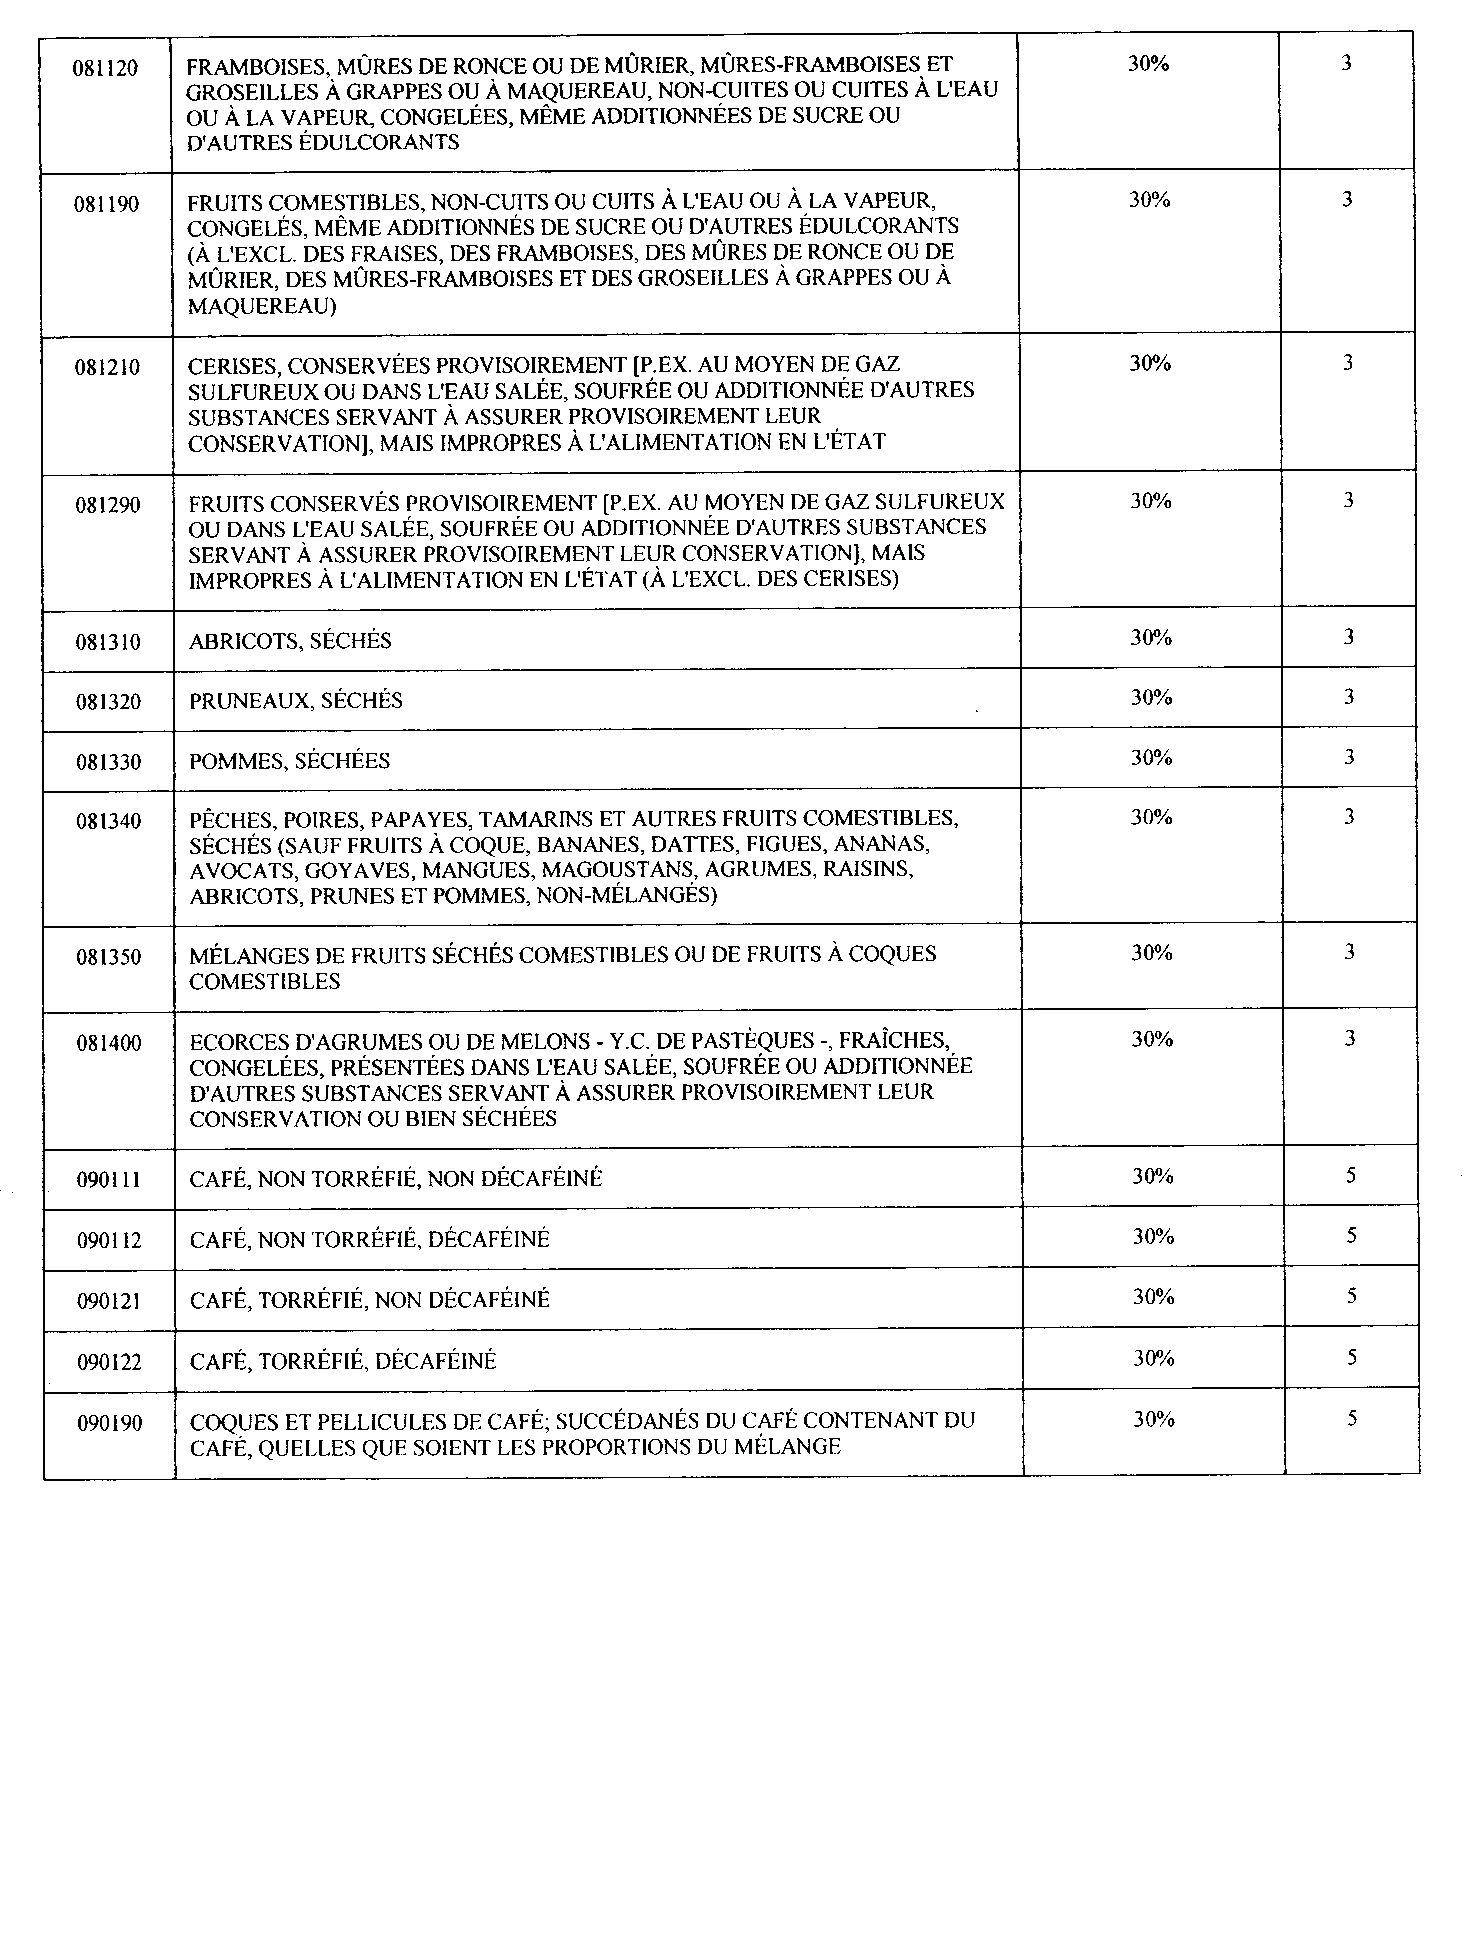 081120 FRAMBOISES, MÛRES DE RONCE OU DE MÛRIER, MÛRES-FRAMBOISES ET 30% 3
GROSEILLES À GRAPPES OU À MAQUEREAU, NON-CUITES OU CUITES À L'EAU
OU À LA VAPEUR, CONGELÉES, MÊME ADDITIONNÉES DE SUCRE OU
D'AUTRES ÉDULCORANTS
081190 FRUITS COMESTIBLES, NON-CUITS OU CUITS À L'EAU OU À LA VAPEUR, 30% 3
CONGELÉS, MÊME ADDITIONNÉS DE SUCRE OU D'AUTRES ÉDULCORANTS
(À L'EXCL. DES FRAISES, DES FRAMBOISES, DES MÛRES DE RONCE OU DE
MÛRIER, DES MÛRES-FRAMBOISES ET DES GROSEILLES À GRAPPES OU À
MAQUEREAU)
081210 CERISES, CONSERVÉES PROVISOIREMENT [P.EX. AU MOYEN DE GAZ 30% 3
SULFUREUX OU DANS L'EAU SALÉE, SOUFRÉE OU ADDITIONNÉE D'AUTRES
SUBSTANCES SERVANT À ASSURER PROVISOIREMENT LEUR
CONSERVATION], MAIS IMPROPRES À L'ALIMENTATION EN L'ÉTAT
081290 FRUITS CONSERVÉS PROVISOIREMENT [P.EX. AU MOYEN DE GAZ SULFUREUX 30% 3
OU DANS L'EAU SALÉE, SOUFRÉE OU ADDITIONNÉE D'AUTRES SUBSTANCES
SERVANT À ASSURER PROVISOIREMENT LEUR CONSERVATION], MAIS
IMPROPRES À L'ALIMENTATION EN L'ÉTAT (À L'EXCL. DES CERISES)
081310 ABRICOTS, SÉCHÉS 30% 3
081320 PRUNEAUX, SÉCHÉS 30% 3
081330 POMMES, SÉCHÉES 30% 3
081340 PÊCHES, POIRES, PAPAYES, TAMARINS ET AUTRES FRUITS COMESTIBLES, 30% 3
SÉCHÉS (SAUF FRUITS À COQUE, BANANES, DATTES, FIGUES, ANANAS,
AVOCATS, GOYAVES, MANGUES, MAGOUSTANS, AGRUMES, RAISINS,
ABRICOTS, PRUNES ET POMMES, NON-MÉLANGÉS)
081350 MÉLANGES DE FRUITS SÉCHÉS COMESTIBLES OU DE FRUITS À COQUES 30% 3
COMESTIBLES
081400 ECORCES D'AGRUMES OU DE MELONS - Y.C. DE PASTÈQUES -, FRAÎCHES, 30% 3
CONGELÉES, PRÉSENTÉES DANS L'EAU SALÉE, SOUFRÉE OU ADDITIONNÉE
D'AUTRES SUBSTANCES SERVANT À ASSURER PROVISOIREMENT LEUR
CONSERVATION OU BIEN SÉCHÉES
090111 CAFÉ, NON TORRÉFIÉ, NON DÉCAFÉINÉ 30% 5
090112 CAFÉ, NON TORRÉFIÉ, DÉCAFÉINÉ 30% 5
090121 CAFÉ, TORRÉFIÉ, NON DÉCAFÉINÉ 30% 5
090122 CAFÉ, TORRÉFIÉ, DÉCAFÉINÉ 30% 5
090190 COQUES ET PELLICULES DE CAFÉ; SUCCÉDANÉS DU CAFÉ CONTENANT DU 30% 5
CAFÉ, QUELLES QUE SOIENT LES PROPORTIONS DU MÉLANGE